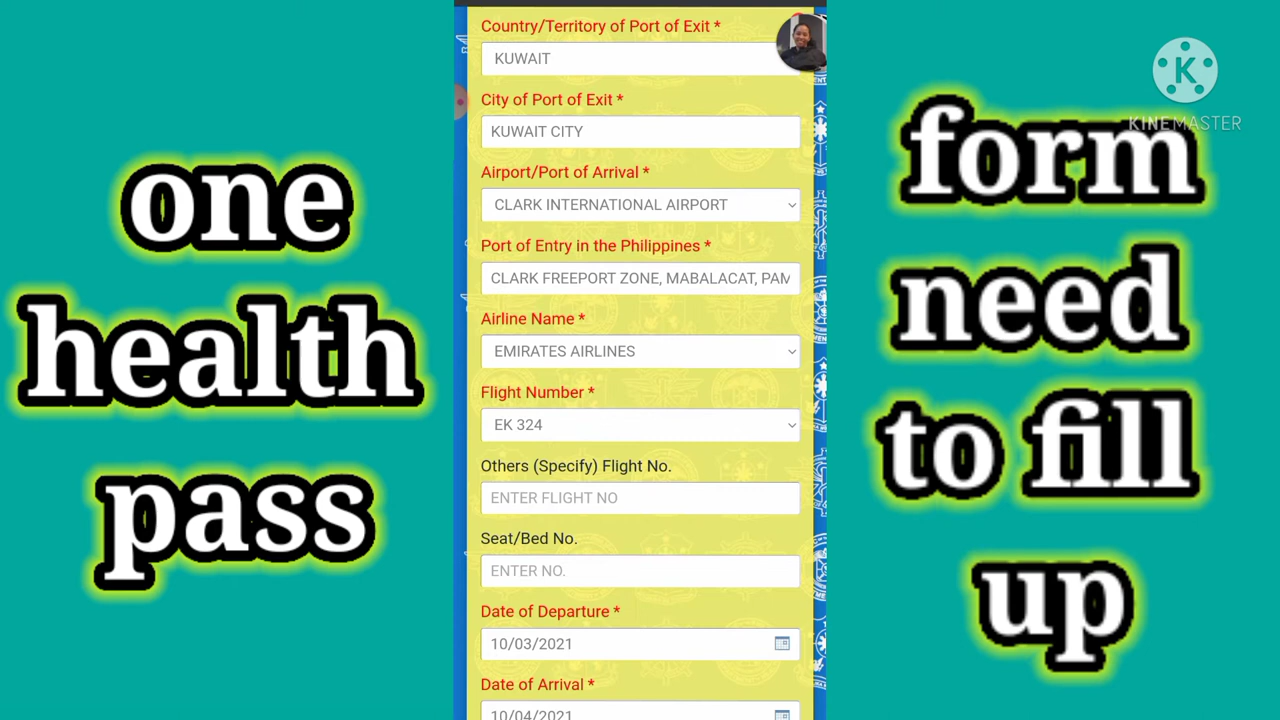 one
health
pass
Country/Territory of Port of Exit *
KUWAIT
City of Port of Exit *
KUWAIT CITY
Airport/Port of Arrival *
CLARK INTERNATIONAL AIRPORT
Port of Entry in the Philippines *
CLARK FREEPORT ZONE, MABALACAT, PAM
Airline Name *
EMIRATES AIRLINES
Flight Number *
EK 324
Others (Specify) Flight No.
ENTER FLIGHT NO
Seat/Bed No.
ENTER NO.
Date of Departure *
10/03/2021
Date of Arrival *
10/04/2021
K
KINEMASTER
form
need
to fill
up